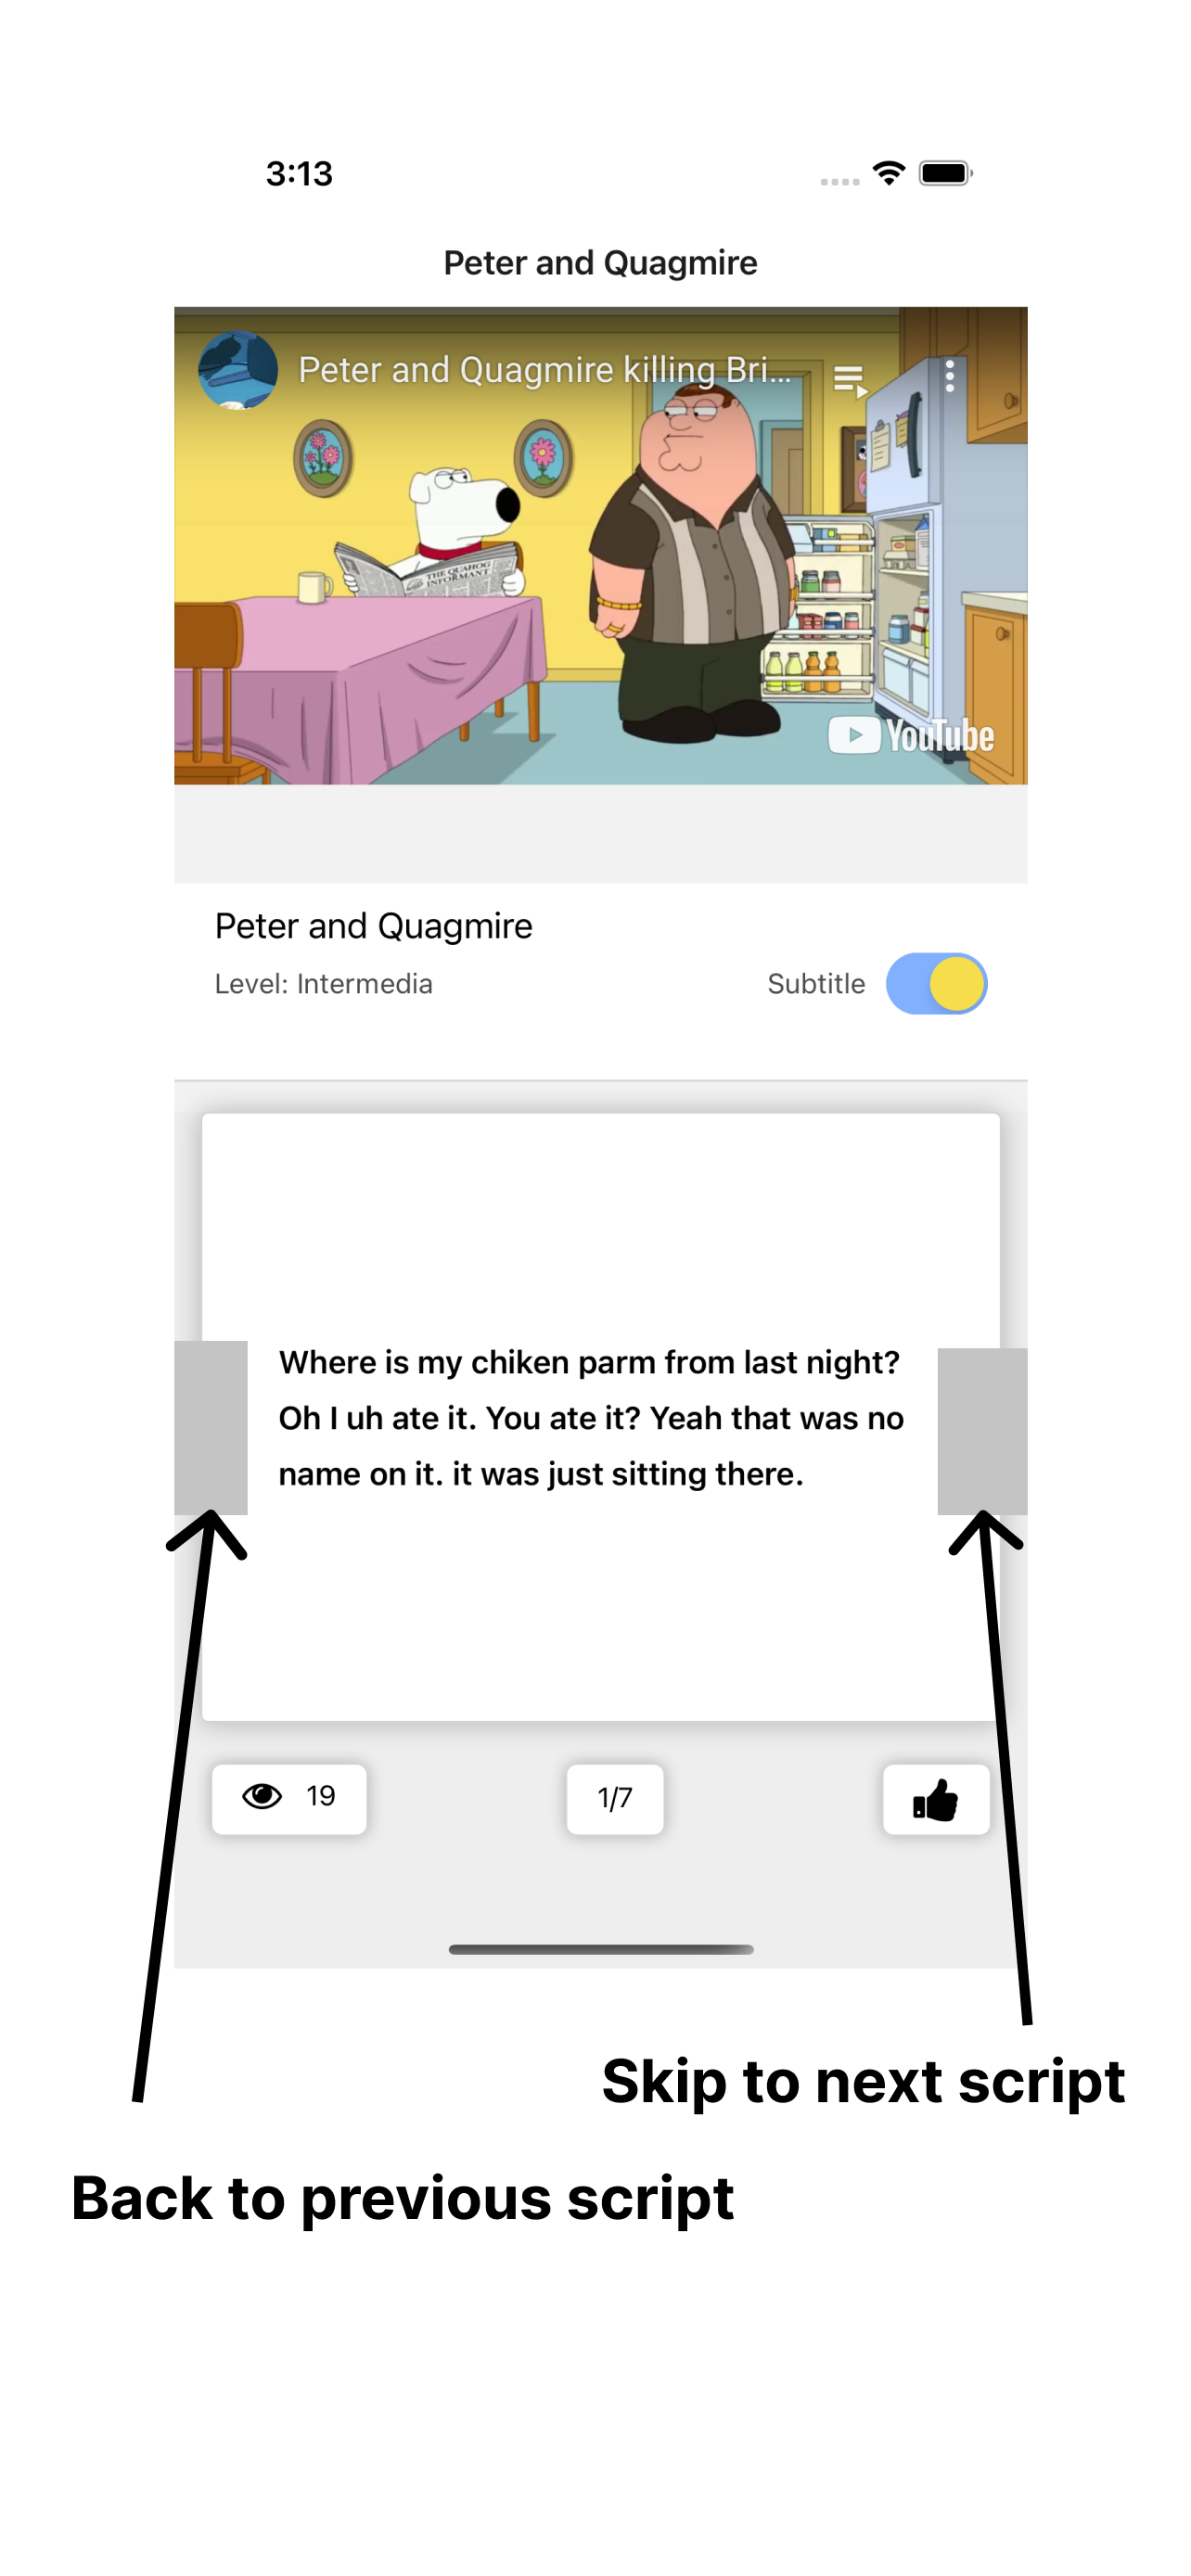 3:13
Peter and Quagmire
Peter and Quagmire killing Bri...
THE QUAHOG
INFORMANT
YouTube
Peter and Quagmire
Level: Intermedia
Subtitle
Where is my chiken parm from last night?
Oh I uh ate it. You ate it? Yeah that was no
name on it. it was just sitting there.
19
1/7
Skip to next script
Back to previous script